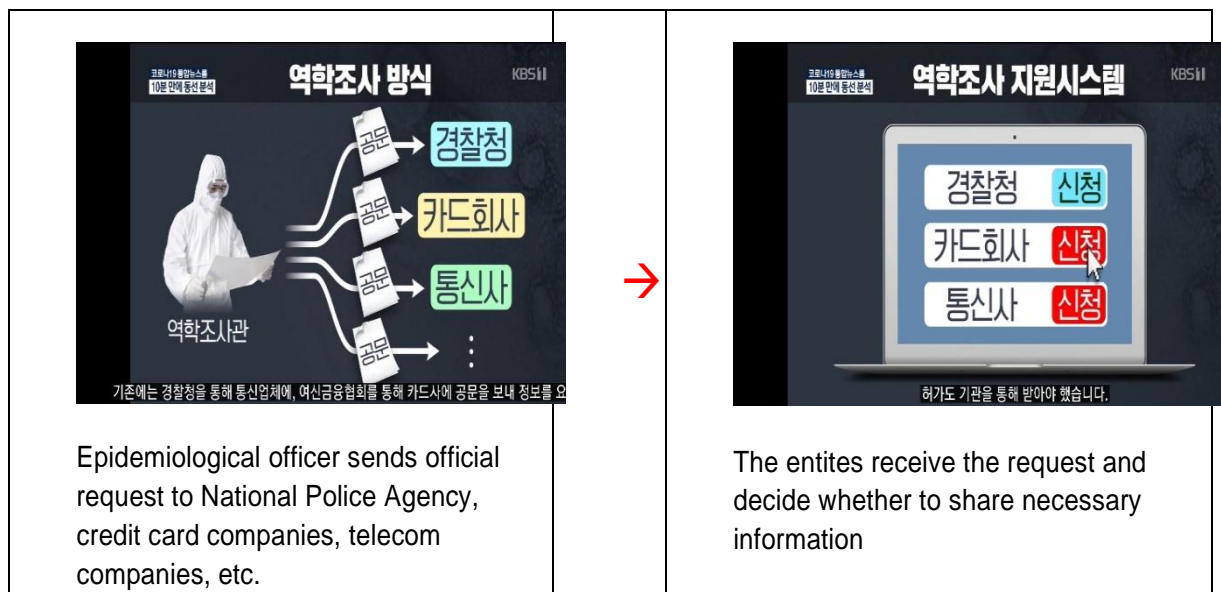 코로나19 통합뉴스룸
10분 만에 동선 분석
역학조사 방식
KBS 1
공문
경찰청
공문
카드회사
공문
통신사
공문
⋮
역학조사관
기존에는 경찰청을 통해 통신업체에, 여신금융협회를 통해 카드사에 공문을 보내 정보를 요
Epidemiological officer sends official
request to National Police Agency,
credit card companies, telecom
companies, etc.
→
코로나19 통합뉴스룸
10분 만에 동선 분석
역학조사 지원시스템
KBS 1
경찰청 신청
카드회사 신청
통신사 신청
허가도 기관을 통해 받아야 했습니다.
The entites receive the request and
decide whether to share necessary
information